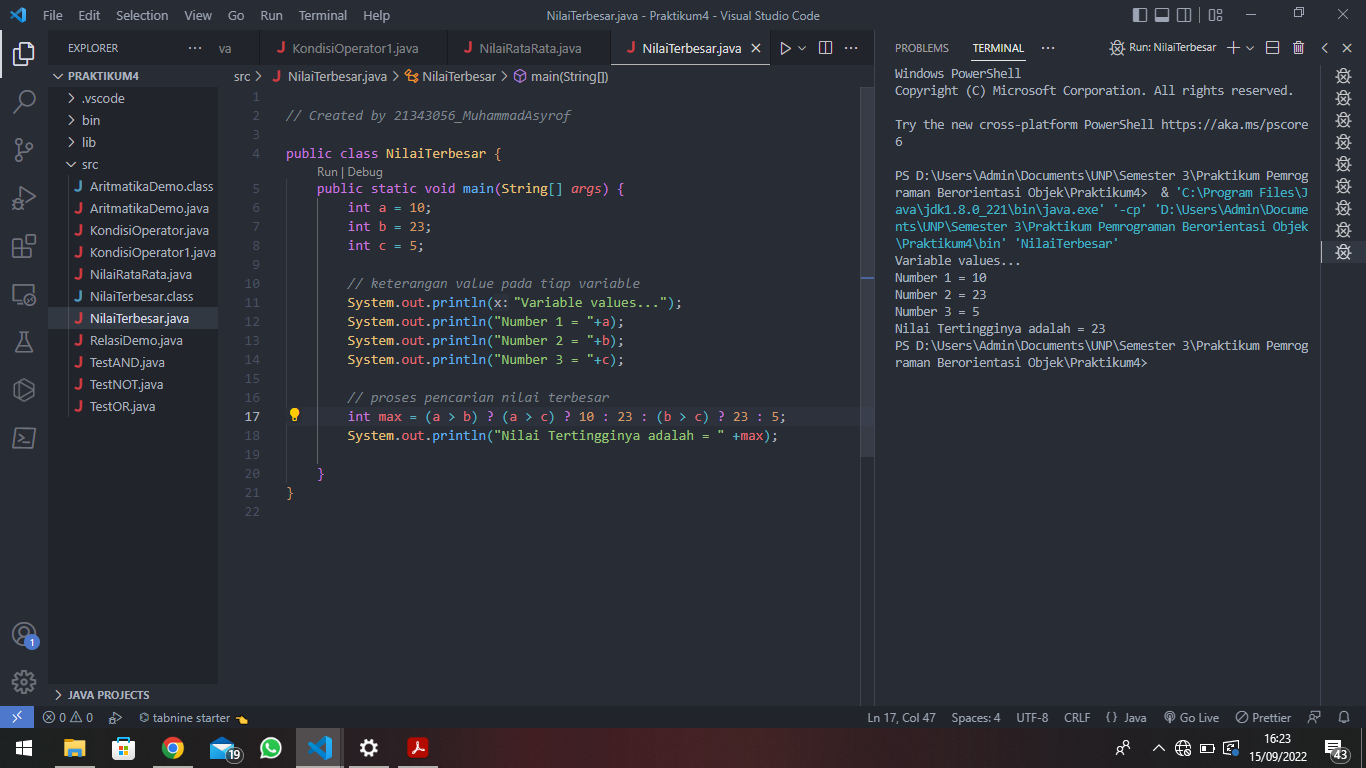 File Edit Selection View Go Run Terminal Help
NilaiTerbesar.java - Praktikum4 - Visual Studio Code
EXPLORER
va
KondisiOperator1.java
NilaiRataRata.java
NilaiTerbesar.java
PRAKTIKUM4
.vscode
bin
lib
src
AritmatikaDemo.class
AritmatikaDemo.java
KondisiOperator.java
KondisiOperator1.java
NilaiRataRata.java
NilaiTerbesar.class
NilaiTerbesar.java
RelasiDemo.java
TestAND.java
TestNOT.java
TestOR.java
JAVA PROJECTS
src > NilaiTerbesar.java > NilaiTerbesar > main(String[])
1
2 // Created by 21343056_MuhammadAsyrof
3
4 public class NilaiTerbesar {
Run | Debug
5 public static void main(String[] args) {
6 int a = 10;
7 int b = 23;
8 int c = 5;
9
10 // keterangan value pada tiap variable
11 System.out.println(x: "Variable values...");
12 System.out.println("Number 1 = "+a);
13 System.out.println("Number 2 = "+b);
14 System.out.println("Number 3 = "+c);
15
16 // proses pencarian nilai terbesar
17 int max = (a > b) ? (a > c) ? 10 : 23 : (b > c) ? 23 : 5;
18 System.out.println("Nilai Tertingginya adalah = " +max);
19
20 }
21 }
22
PROBLEMS TERMINAL Run: NilaiTerbesar
Windows PowerShell
Copyright (C) Microsoft Corporation. All rights reserved.
Try the new cross-platform PowerShell https://aka.ms/pscore
6
PS D:\Users\Admin\Documents\UNP\Semester 3\Praktikum Pemrog
raman Berorientasi Objek\Praktikum4> & 'C:\Program Files\J
ava\jdk1.8.0_221\bin\java.exe' '-cp' 'D:\Users\Admin\Docume
nts\UNP\Semester 3\Praktikum Pemrograman Berorientasi Objek
\Praktikum4\bin' 'NilaiTerbesar'
Variable values...
Number 1 = 10
Number 2 = 23
Number 3 = 5
Nilai Tertingginya adalah = 23
PS D:\Users\Admin\Documents\UNP\Semester 3\Praktikum Pemrog
raman Berorientasi Objek\Praktikum4>
1
0 0 tabnine starter
Ln 17, Col 47 Spaces: 4 UTF-8 CRLF {} Java Go Live Prettier
19
16:23
15/09/2022
43